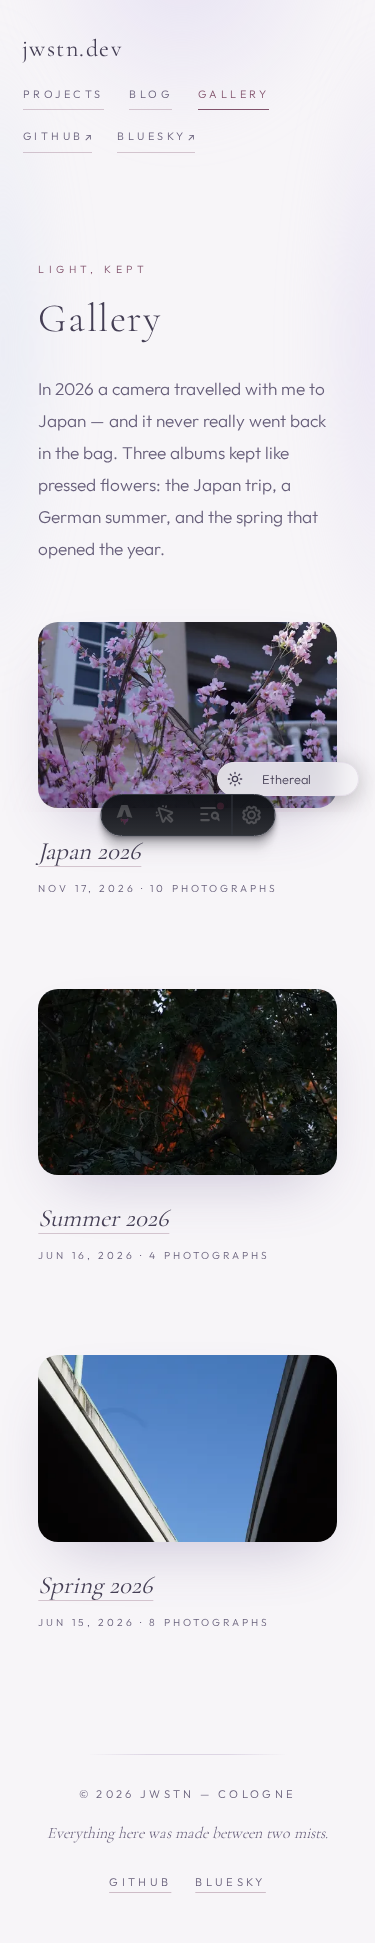 jwstn.dev
PROJECTS BLOG GALLERY
GITHUB↗ BLUESKY↗
LIGHT, KEPT
Gallery
In 2026 a camera travelled with me to
Japan — and it never really went back
in the bag. Three albums kept like
pressed flowers: the Japan trip, a
German summer, and the spring that
opened the year.
Ethereal
Japan 2026
NOV 17, 2026 · 10 PHOTOGRAPHS
Summer 2026
JUN 16, 2026 · 4 PHOTOGRAPHS
Spring 2026
JUN 15, 2026 · 8 PHOTOGRAPHS
© 2026 JWSTN — COLOGNE
Everything here was made between two mists.
GITHUB BLUESKY